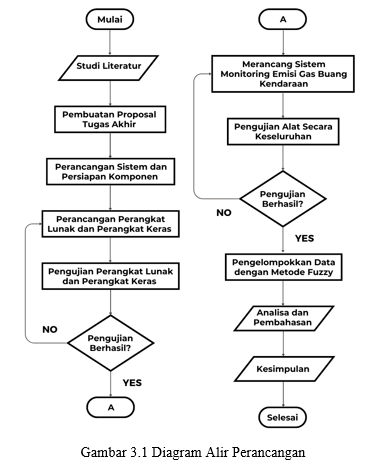 Mulai
Studi Literatur
Pembuatan Proposal
Tugas Akhir
Perancangan Sistem dan
Persiapan Komponen
Perancangan Perangkat
Lunak dan Perangkat Keras
Pengujian Perangkat Lunak
dan Perangkat Keras
NO
Pengujian
Berhasil?
YES
A
A
Merancang Sistem
Monitoring Emisi Gas Buang
Kendaraan
Pengujian Alat Secara
Keseluruhan
Pengujian
Berhasil?
NO
YES
Pengelompokkan Data
dengan Metode Fuzzy
Analisa dan
Pembahasan
Kesimpulan
Selesai
Gambar 3.1 Diagram Alir Perancangan